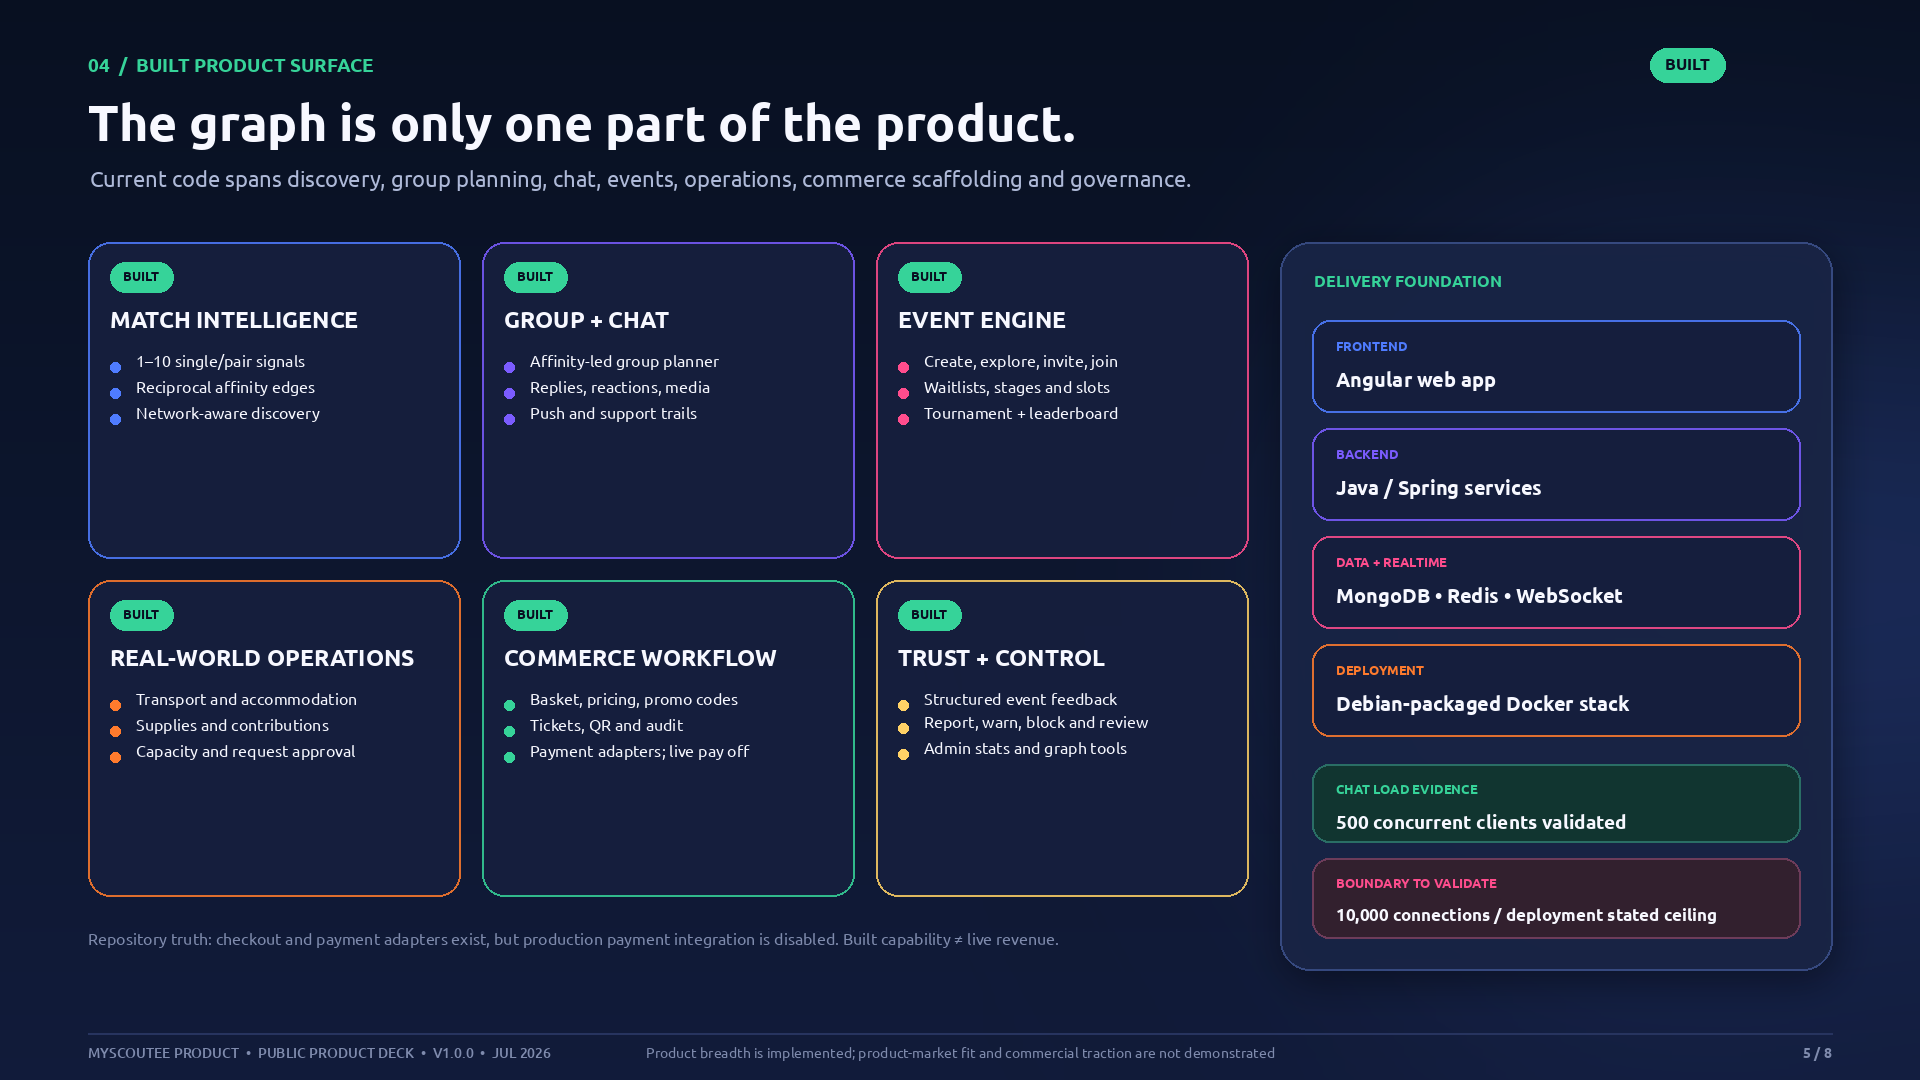 04 / BUILT PRODUCT SURFACE
BUILT
The graph is only one part of the product.
Current code spans discovery, group planning, chat, events, operations, commerce scaffolding and governance.
BUILT
MATCH INTELLIGENCE
1–10 single/pair signals
Reciprocal affinity edges
Network-aware discovery
BUILT
GROUP + CHAT
Affinity-led group planner
Replies, reactions, media
Push and support trails
BUILT
EVENT ENGINE
Create, explore, invite, join
Waitlists, stages and slots
Tournament + leaderboard
BUILT
REAL-WORLD OPERATIONS
Transport and accommodation
Supplies and contributions
Capacity and request approval
BUILT
COMMERCE WORKFLOW
Basket, pricing, promo codes
Tickets, QR and audit
Payment adapters; live pay off
BUILT
TRUST + CONTROL
Structured event feedback
Report, warn, block and review
Admin stats and graph tools
DELIVERY FOUNDATION
FRONTEND
Angular web app
BACKEND
Java / Spring services
DATA + REALTIME
MongoDB • Redis • WebSocket
DEPLOYMENT
Debian-packaged Docker stack
CHAT LOAD EVIDENCE
500 concurrent clients validated
BOUNDARY TO VALIDATE
10,000 connections / deployment stated ceiling
Repository truth: checkout and payment adapters exist, but production payment integration is disabled. Built capability ≠ live revenue.
MYSCOUTEE PRODUCT • PUBLIC PRODUCT DECK • V1.0.0 • JUL 2026
Product breadth is implemented; product-market fit and commercial traction are not demonstrated
5 / 8